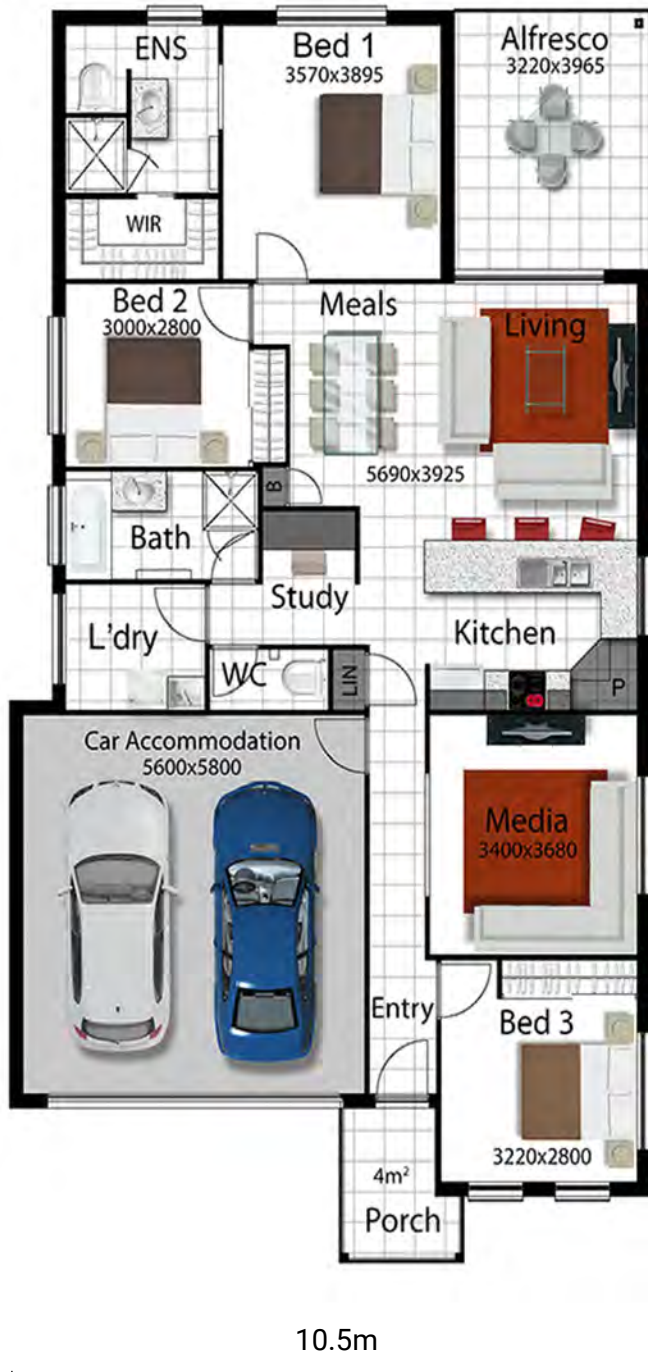 ENS
Bed 1
3570x3895
Alfresco
3220x3965
WIR
Bed 2
3000x2800
Meals
Living
5690x3925
B
Bath
Study
L'dry
Kitchen
WC
LIN
P
Car Accommodation
5600x5800
Media
3400x3680
Entry
Bed 3
3220x2800
4m²
Porch
10.5m